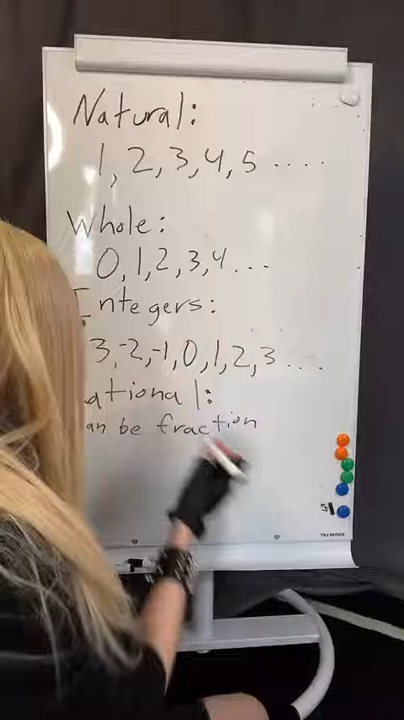 Natural:
1, 2, 3, 4, 5 ....
Whole:
0, 1, 2, 3, 4 ...
Integers:
3, -2, -1, 0, 1, 2, 3 ....
ational:
an be fraction